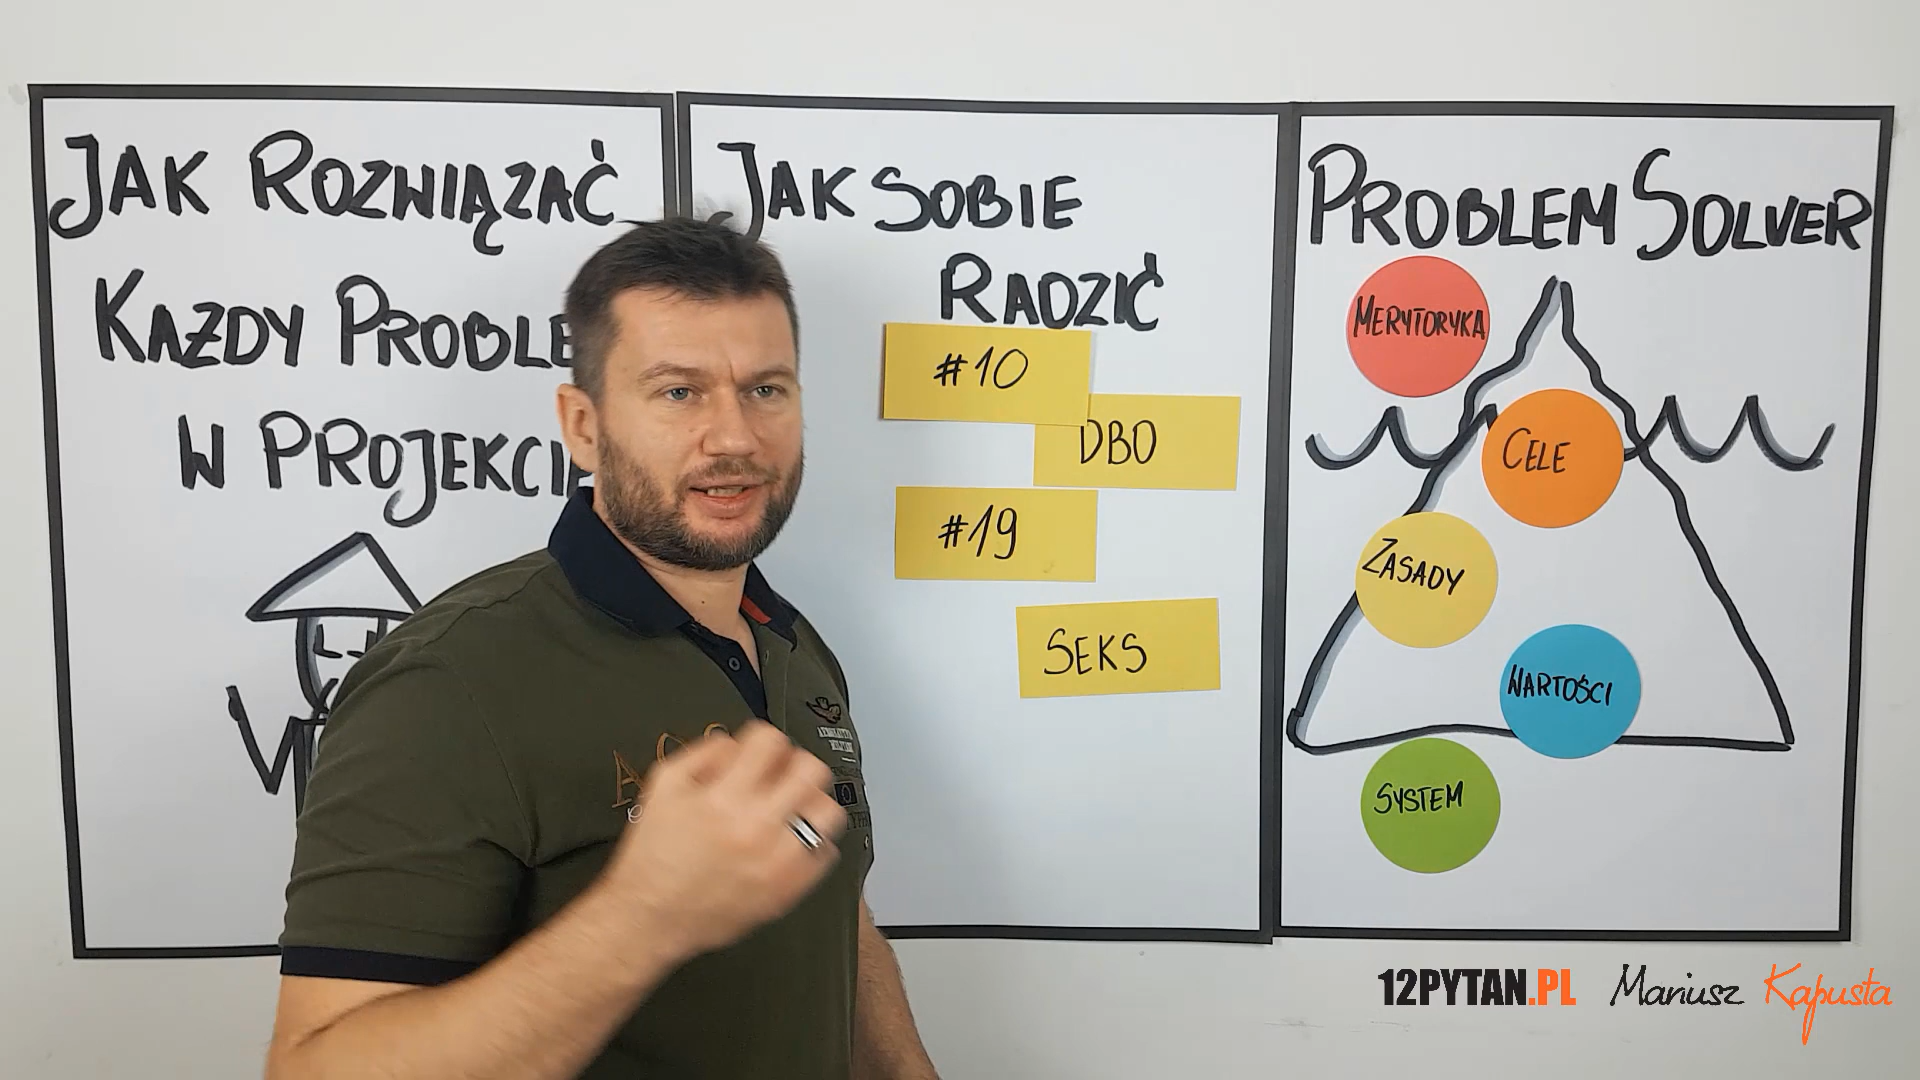 JAK ROZWIĄZAĆ
KAŻDY PROBLE
W PROJEKCIE
JAK SOBIE
RADZIĆ
#10
DBO
#19
SEKS
PROBLEM SOLVER
MERYTORYKA
CELE
ZASADY
WARTOŚCI
SYSTEM
12PYTAN.PL Mariusz Kapusta